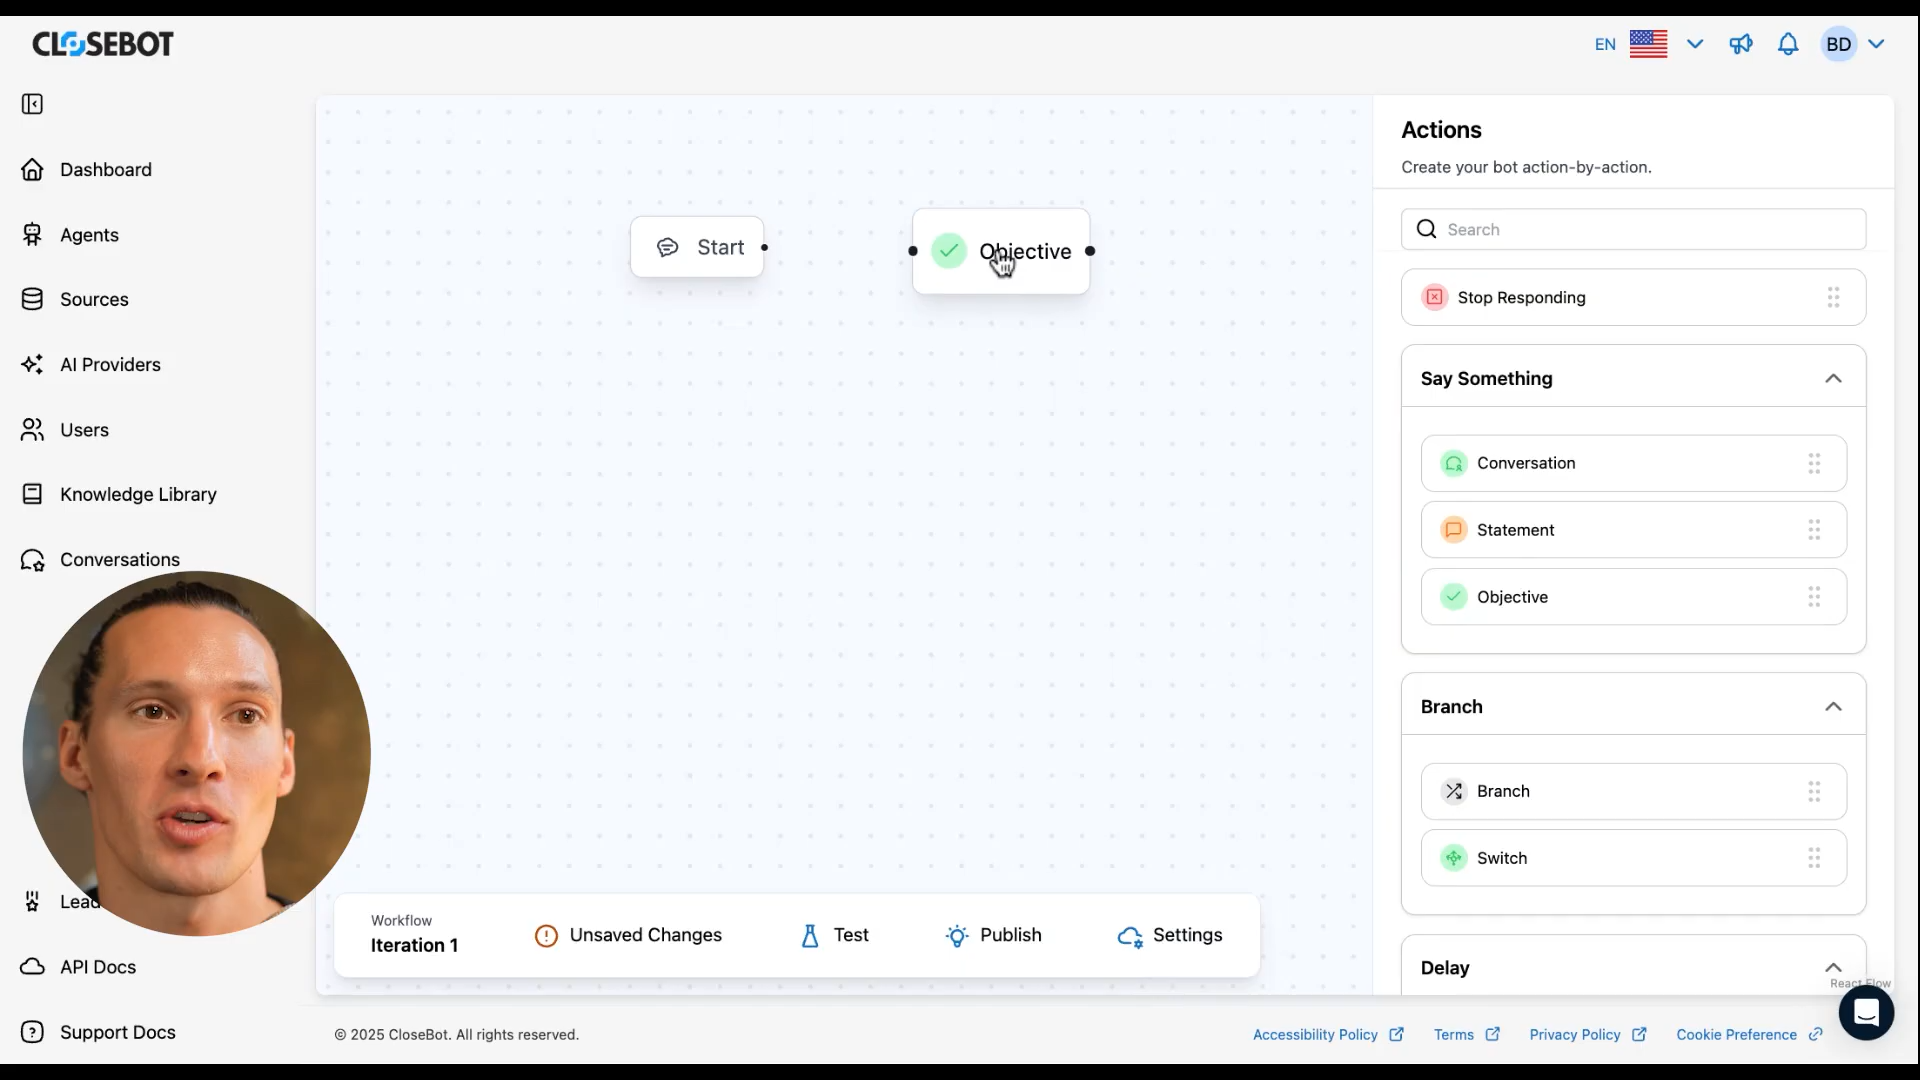 CLOSEBOT
EN
BD
Dashboard
Agents
Sources
AI Providers
Users
Knowledge Library
Conversations
Lead
API Docs
Support Docs
Start
Objective
Workflow
Iteration 1
Unsaved Changes
Test
Publish
Settings
Actions
Create your bot action-by-action.
Search
Stop Responding
Say Something
Conversation
Statement
Objective
Branch
Branch
Switch
Delay
React Flow
© 2025 CloseBot. All rights reserved.
Accessibility Policy
Terms
Privacy Policy
Cookie Preference